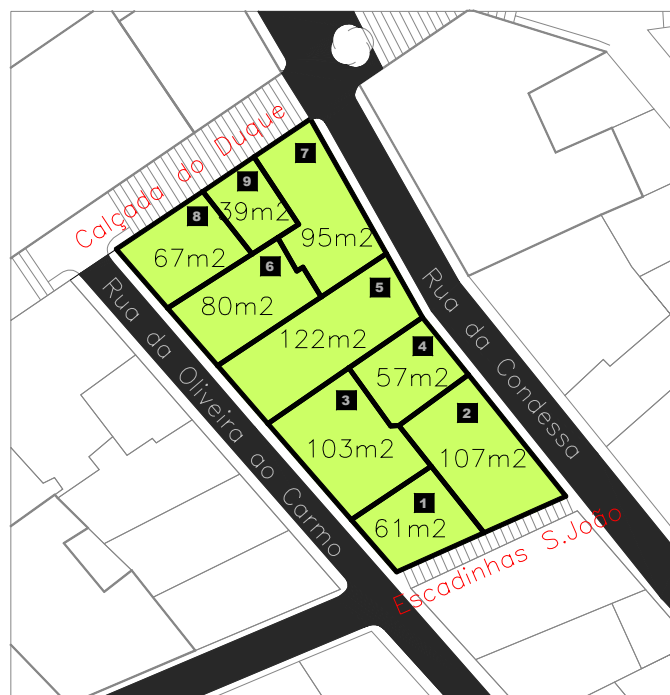 Calçada do Duque
7
9
39m2
8
95m2
67m2
6
5
80m2
122m2
4
57m2
3
2
103m2
107m2
1
61m2
Rua da Oliveira ao Carmo
Rua da Condessa
Escadinhas S.João